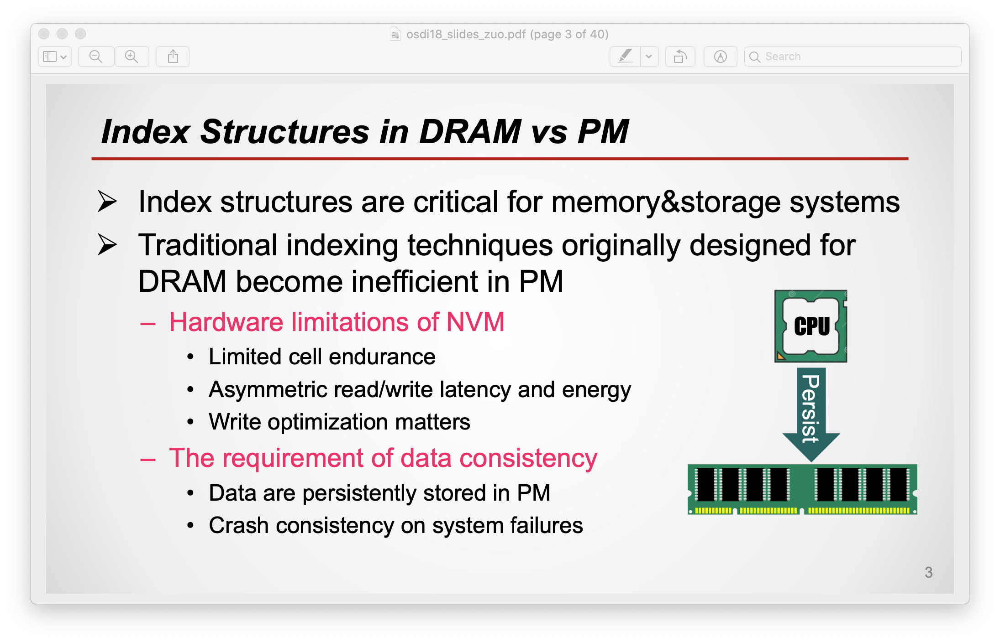 osdi18_slides_zuo.pdf (page 3 of 40)
Search
Index Structures in DRAM vs PM
➢ Index structures are critical for memory&storage systems
➢ Traditional indexing techniques originally designed for
DRAM become inefficient in PM
– Hardware limitations of NVM
• Limited cell endurance
• Asymmetric read/write latency and energy
• Write optimization matters
– The requirement of data consistency
• Data are persistently stored in PM
• Crash consistency on system failures
CPU
Persist
3